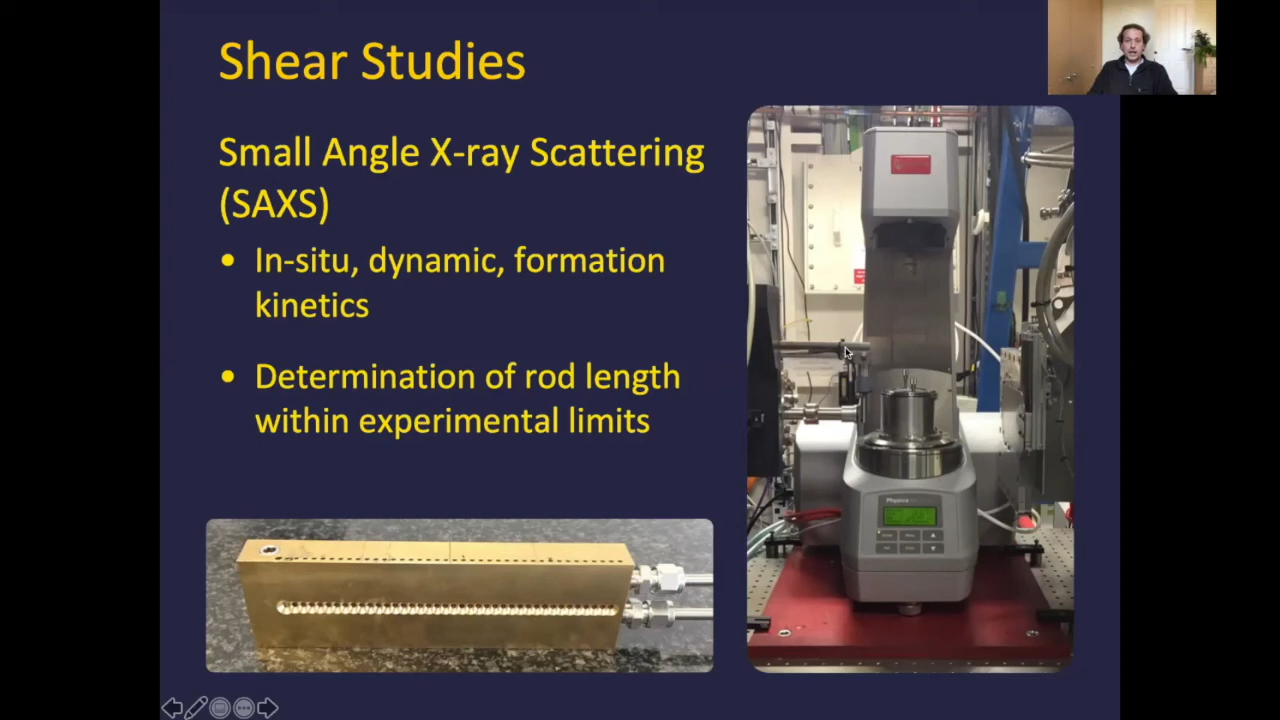 Shear Studies
Small Angle X-ray Scattering
(SAXS)
• In-situ, dynamic, formation
kinetics
• Determination of rod length
within experimental limits
Physica